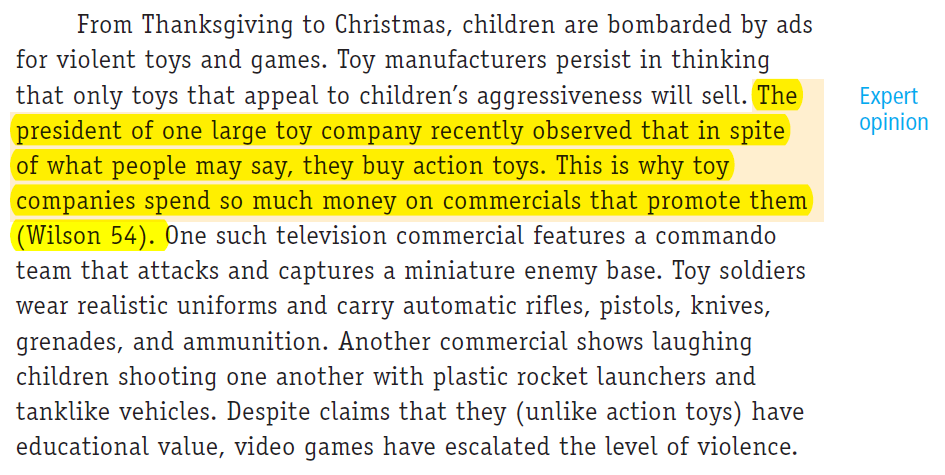 From Thanksgiving to Christmas, children are bombarded by ads
for violent toys and games. Toy manufacturers persist in thinking
that only toys that appeal to children’s aggressiveness will sell. The
president of one large toy company recently observed that in spite
of what people may say, they buy action toys. This is why toy
companies spend so much money on commercials that promote them
(Wilson 54). One such television commercial features a commando
team that attacks and captures a miniature enemy base. Toy soldiers
wear realistic uniforms and carry automatic rifles, pistols, knives,
grenades, and ammunition. Another commercial shows laughing
children shooting one another with plastic rocket launchers and
tanklike vehicles. Despite claims that they (unlike action toys) have
educational value, video games have escalated the level of violence.
Expert
opinion